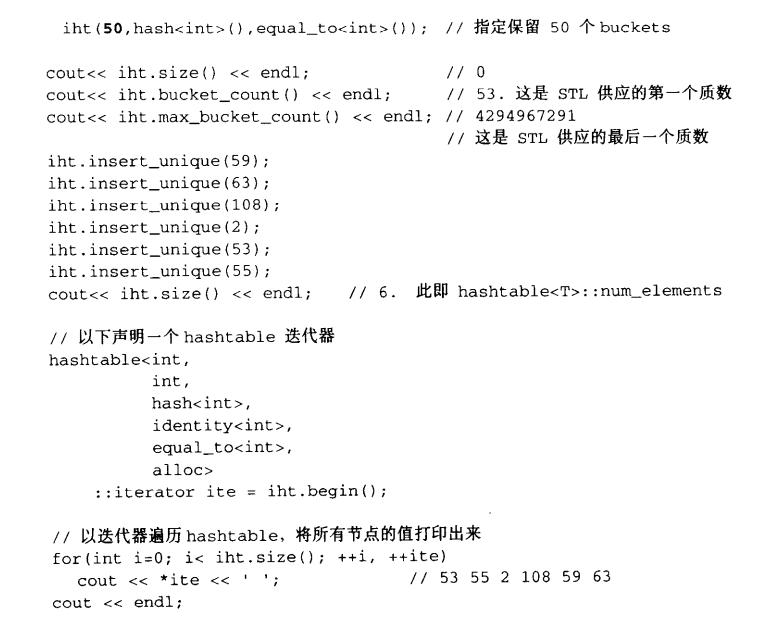 iht(50,hash<int>(),equal_to<int>()); // 指定保留 50 个 buckets
cout<< iht.size() << endl; // 0
cout<< iht.bucket_count() << endl; // 53. 这是 STL 供应的第一个质数
cout<< iht.max_bucket_count() << endl; // 4294967291
// 这是 STL 供应的最后一个质数
iht.insert_unique(59);
iht.insert_unique(63);
iht.insert_unique(108);
iht.insert_unique(2);
iht.insert_unique(53);
iht.insert_unique(55);
cout<< iht.size() << endl; // 6. 此即 hashtable<T>::num_elements
// 以下声明一个 hashtable 迭代器
hashtable<int,
int,
hash<int>,
identity<int>,
equal_to<int>,
alloc>
::iterator ite = iht.begin();
// 以迭代器遍历 hashtable, 将所有节点的值打印出来
for(int i=0; i< iht.size(); ++i, ++ite)
cout << *ite << ' '; // 53 55 2 108 59 63
cout << endl;